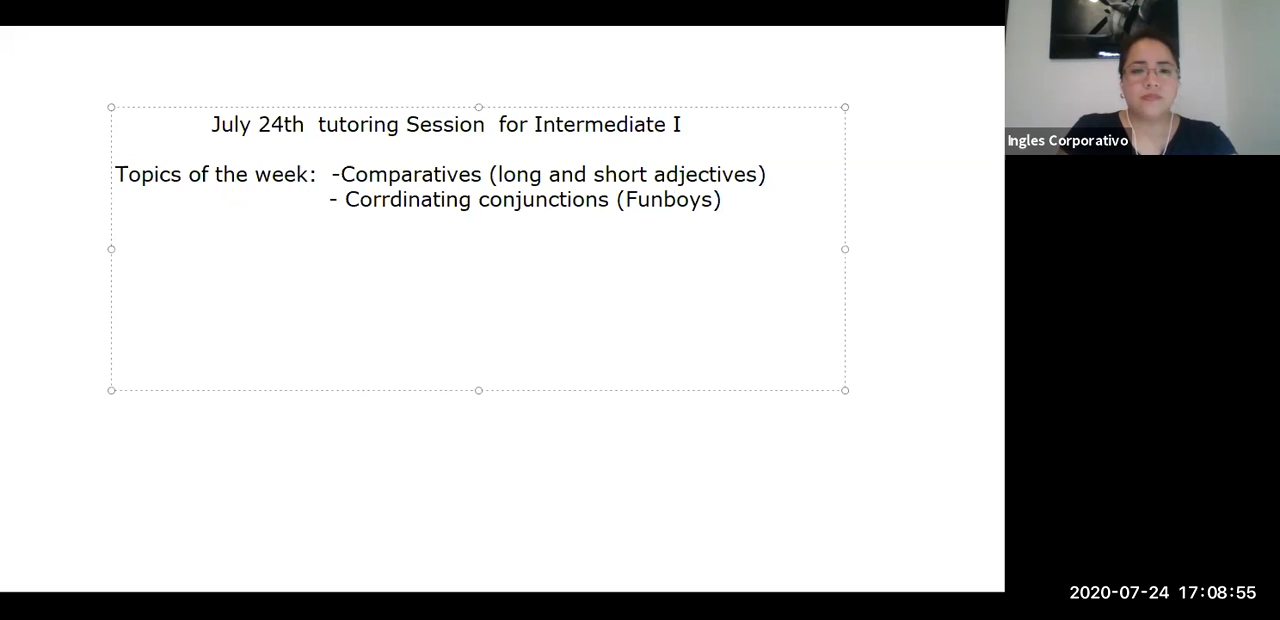 July 24th tutoring Session for Intermediate I
Topics of the week: -Comparatives (long and short adjectives)
- Corrdinating conjunctions (Funboys)
Ingles Corporativo
2020-07-24 17:08:55